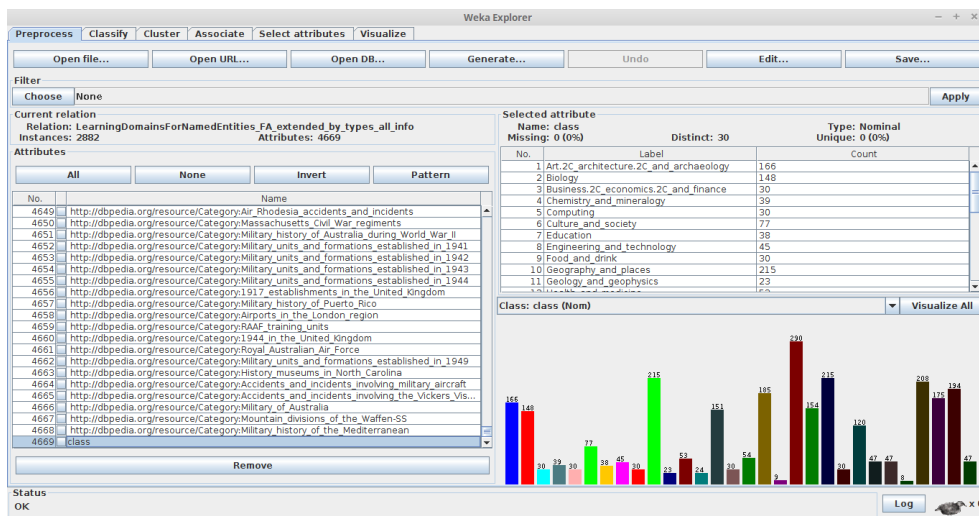 Weka Explorer
Preprocess Classify Cluster Associate Select attributes Visualize
Open file... Open URL... Open DB... Generate... Undo Edit... Save...
Filter
Choose None Apply
Current relation
Relation: LearningDomainsForNamedEntities_FA_extended_by_types_all_info
Instances: 2882 Attributes: 4669
Attributes
All None Invert Pattern
No. Name
4649 http://dbpedia.org/resource/Category:Air_Rhodesia_accidents_and_incidents
4650 http://dbpedia.org/resource/Category:Massachusetts_Civil_War_regiments
4651 http://dbpedia.org/resource/Category:Military_history_of_Australia_during_World_War_II
4652 http://dbpedia.org/resource/Category:Military_units_and_formations_established_in_1941
4653 http://dbpedia.org/resource/Category:Military_units_and_formations_established_in_1942
4654 http://dbpedia.org/resource/Category:Military_units_and_formations_established_in_1943
4655 http://dbpedia.org/resource/Category:Military_units_and_formations_established_in_1944
4656 http://dbpedia.org/resource/Category:1917_establishments_in_the_United_Kingdom
4657 http://dbpedia.org/resource/Category:Military_history_of_Puerto_Rico
4658 http://dbpedia.org/resource/Category:Airports_in_the_London_region
4659 http://dbpedia.org/resource/Category:RAAF_training_units
4660 http://dbpedia.org/resource/Category:1944_in_the_United_Kingdom
4661 http://dbpedia.org/resource/Category:Royal_Australian_Air_Force
4662 http://dbpedia.org/resource/Category:Military_units_and_formations_established_in_1949
4663 http://dbpedia.org/resource/Category:History_museums_in_North_Carolina
4664 http://dbpedia.org/resource/Category:Accidents_and_incidents_involving_military_aircraft
4665 http://dbpedia.org/resource/Category:Accidents_and_incidents_involving_the_Vickers_Vis...
4666 http://dbpedia.org/resource/Category:Military_of_Australia
4667 http://dbpedia.org/resource/Category:Mountain_divisions_of_the_Waffen-SS
4668 http://dbpedia.org/resource/Category:Military_history_of_the_Mediterranean
4669 class
Remove
Selected attribute
Name: class Type: Nominal
Missing: 0 (0%) Distinct: 30 Unique: 0 (0%)
No. Label Count
1 Art.2C_architecture.2C_and_archaeology 166
2 Biology 148
3 Business.2C_economics.2C_and_finance 30
4 Chemistry_and_mineralogy 39
5 Computing 30
6 Culture_and_society 77
7 Education 38
8 Engineering_and_technology 45
9 Food_and_drink 30
10 Geography_and_places 215
11 Geology_and_geophysics 23
12 Health_and_medicine 53
Class: class (Nom) Visualize All
166 148 30 39 30 77 38 45 30 215 23 53 24 151 30 54 185 9 290 154 215 30 120 47 47 8 208 175 194 47
Status
OK
Log x